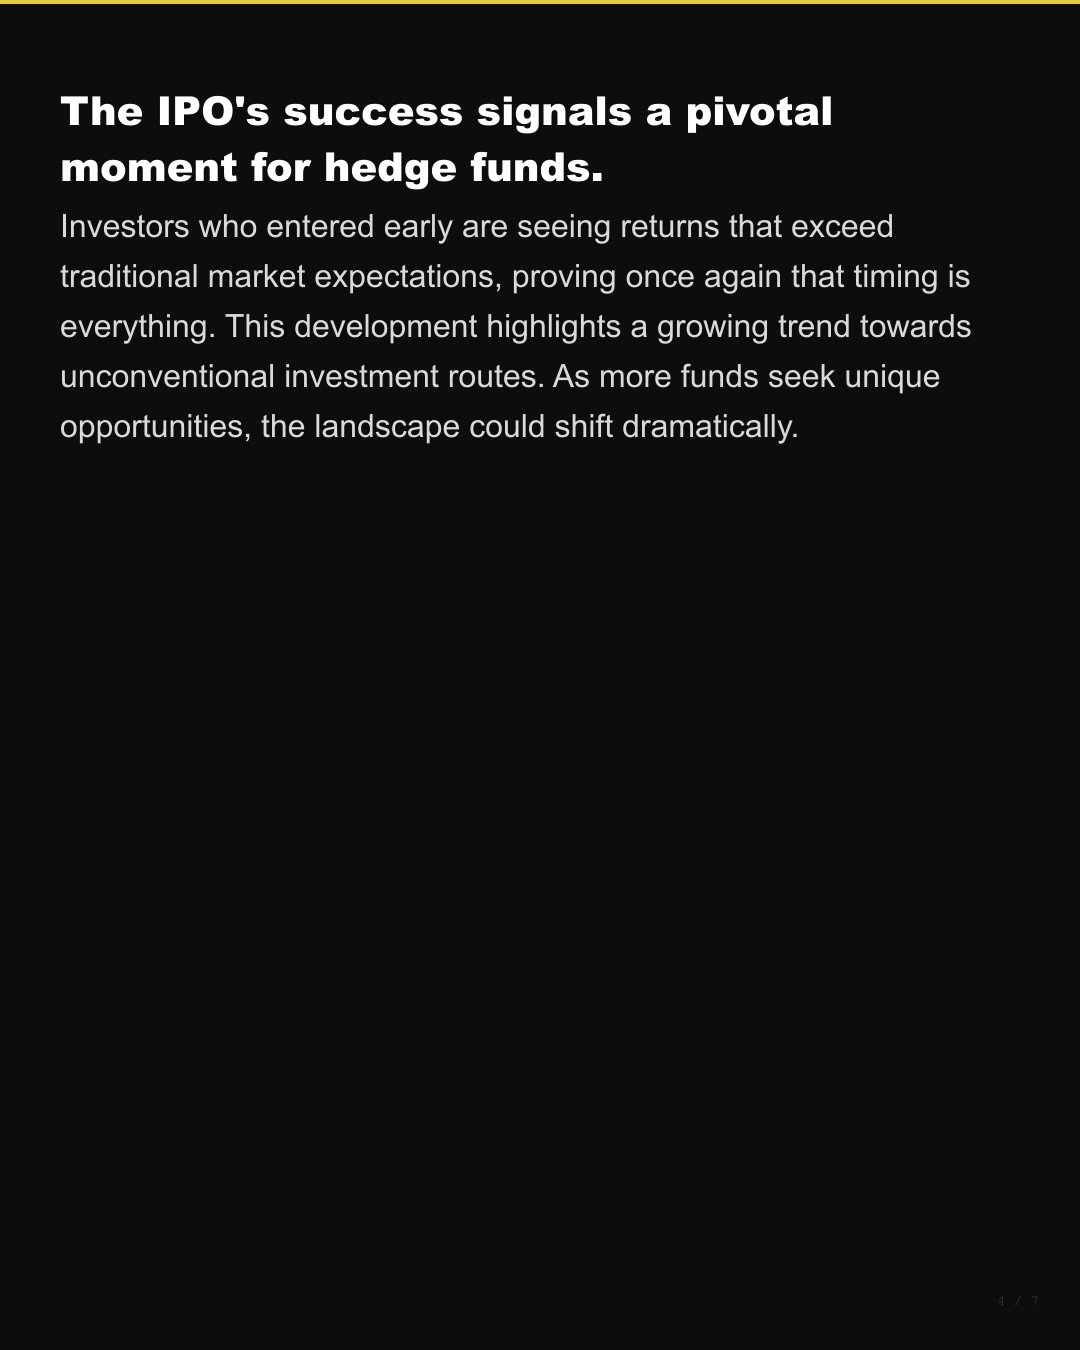 The IPO's success signals a pivotal
moment for hedge funds.
Investors who entered early are seeing returns that exceed
traditional market expectations, proving once again that timing is
everything. This development highlights a growing trend towards
unconventional investment routes. As more funds seek unique
opportunities, the landscape could shift dramatically.
4 / 7